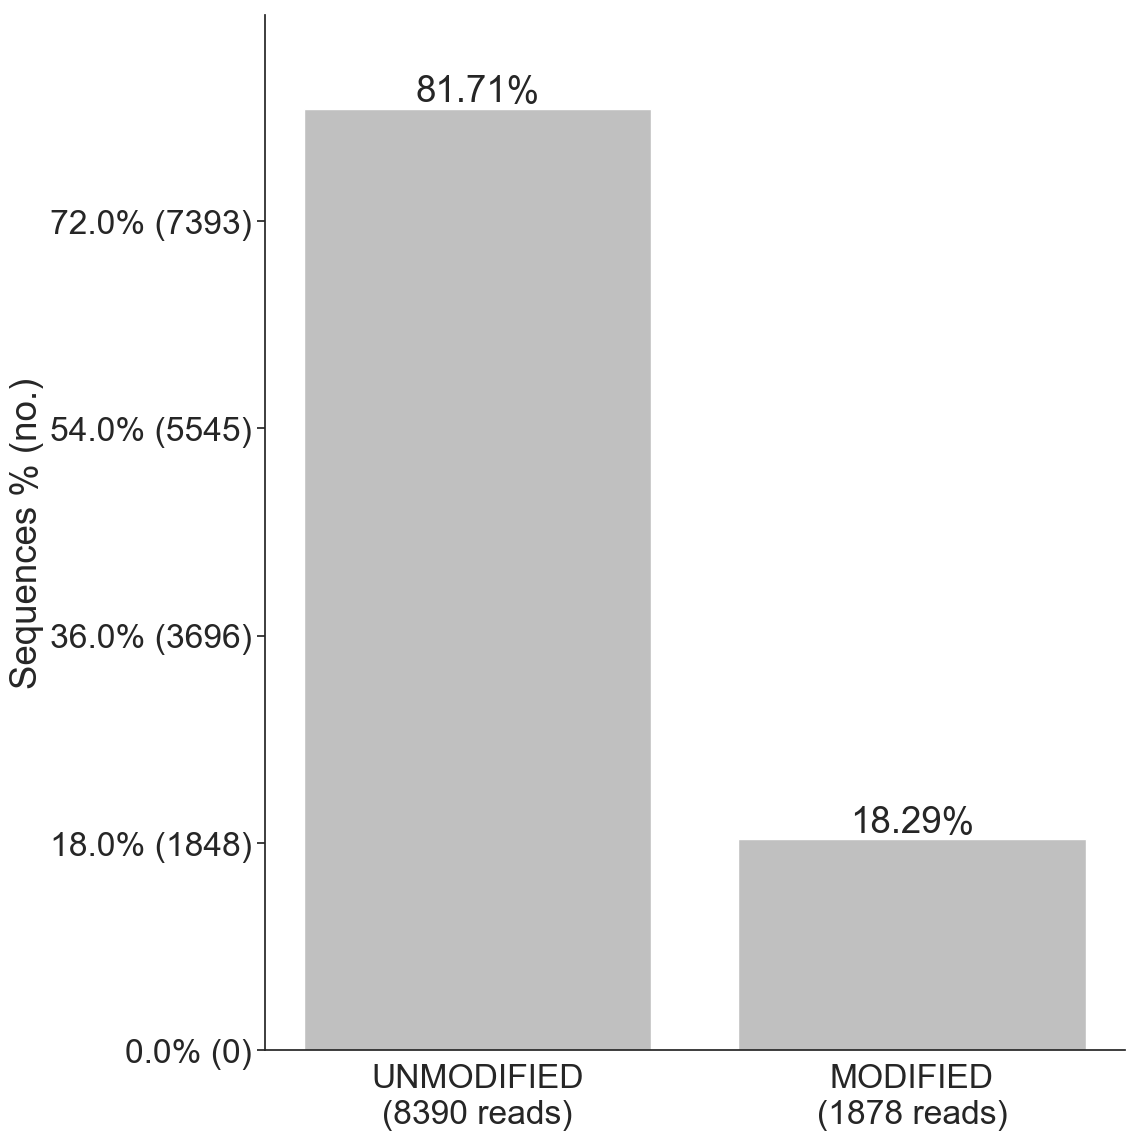 Sequences % (no.)
81.71%
72.0% (7393)
54.0% (5545)
36.0% (3696)
18.29%
18.0% (1848)
0.0% (0)
UNMODIFIED
(8390 reads)
MODIFIED
(1878 reads)